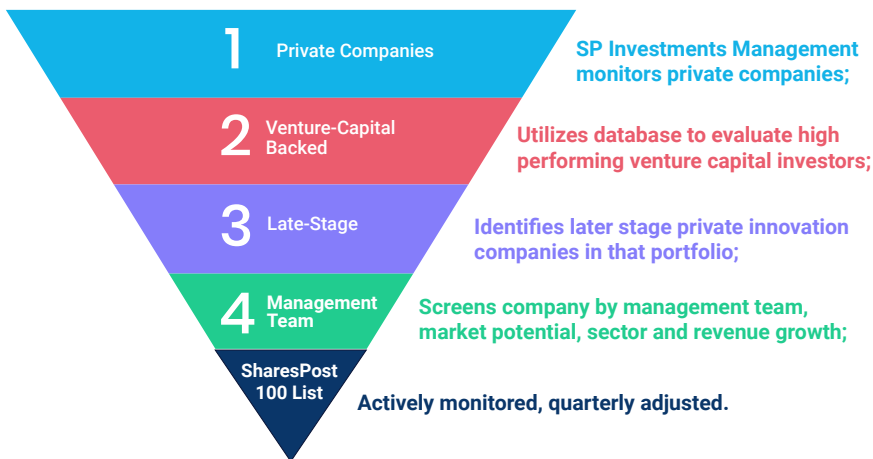 1
Private Companies
SP Investments Management
monitors private companies;
2
Venture-Capital
Backed
Utilizes database to evaluate high
performing venture capital investors;
3
Late-Stage
Identifies later stage private innovation
companies in that portfolio;
4
Management
Team
Screens company by management team,
market potential, sector and revenue growth;
SharesPost
100 List
Actively monitored, quarterly adjusted.